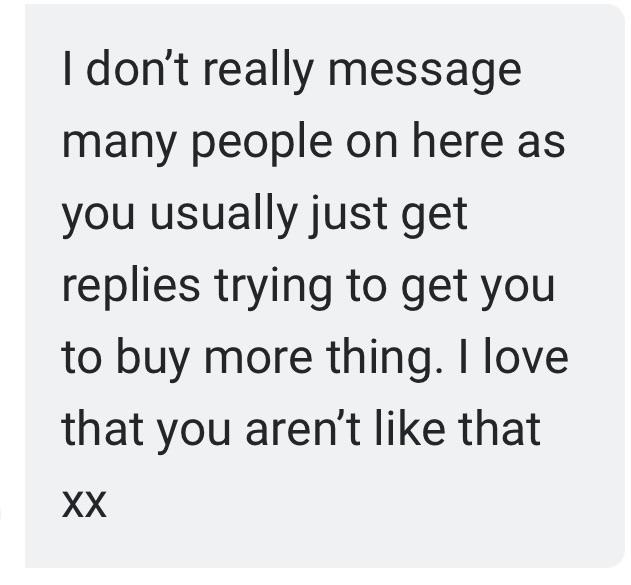 I don’t really message
many people on here as
you usually just get
replies trying to get you
to buy more thing. I love
that you aren’t like that
xx